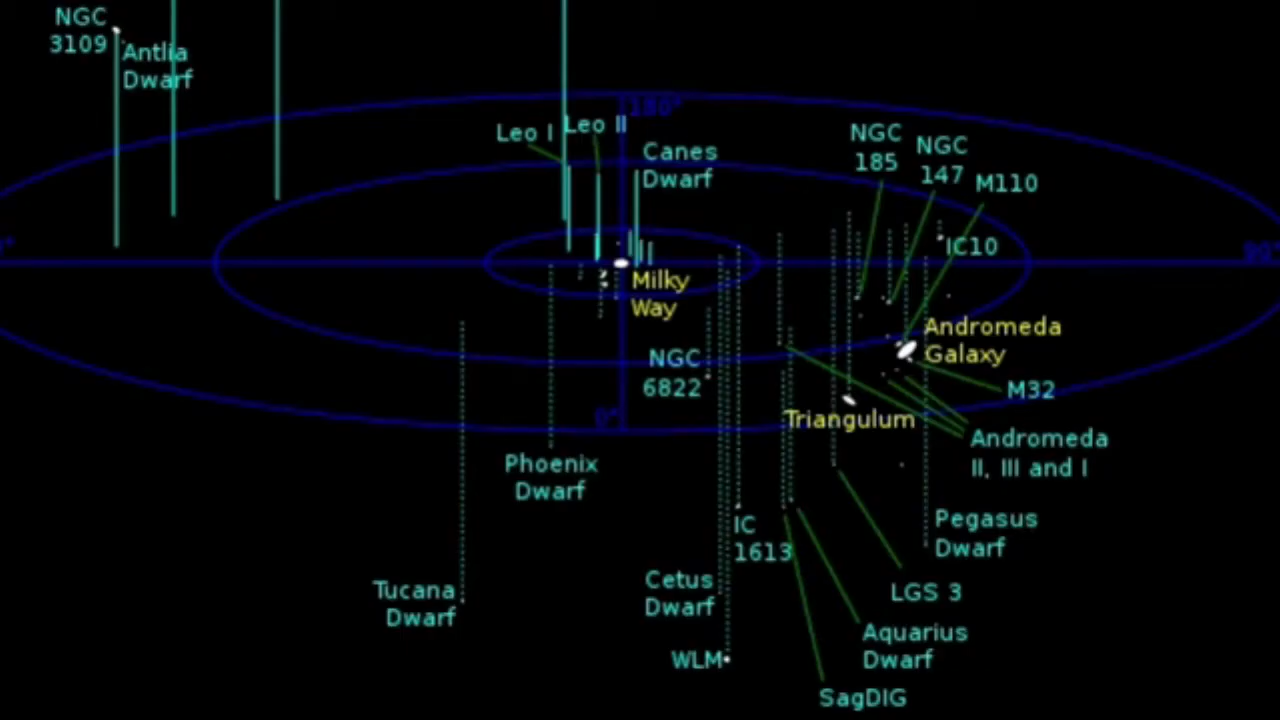 NGC
3109
Antlia
Dwarf
180°
Leo I
Leo II
Canes
Dwarf
NGC
185
NGC
147
M110
IC10
90°
Milky
Way
Andromeda
Galaxy
NGC
6822
M32
0°
Triangulum
Andromeda
II, III and I
Phoenix
Dwarf
IC
1613
Pegasus
Dwarf
Tucana
Dwarf
Cetus
Dwarf
LGS 3
Aquarius
Dwarf
WLM
SagDIG